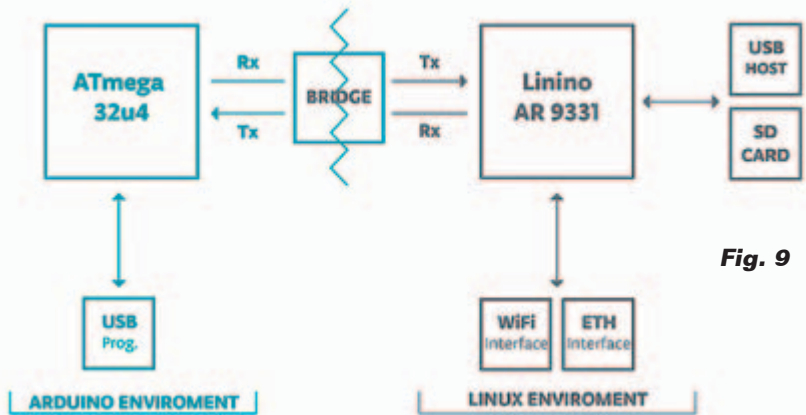 ATmega
32u4
Rx
Tx
BRIDGE
Tx
Rx
Linino
AR 9331
USB
HOST
SD
CARD
Fig. 9
USB
Prog.
WiFi
Interface
ETH
Interface
ARDUINO ENVIROMENT
LINUX ENVIROMENT